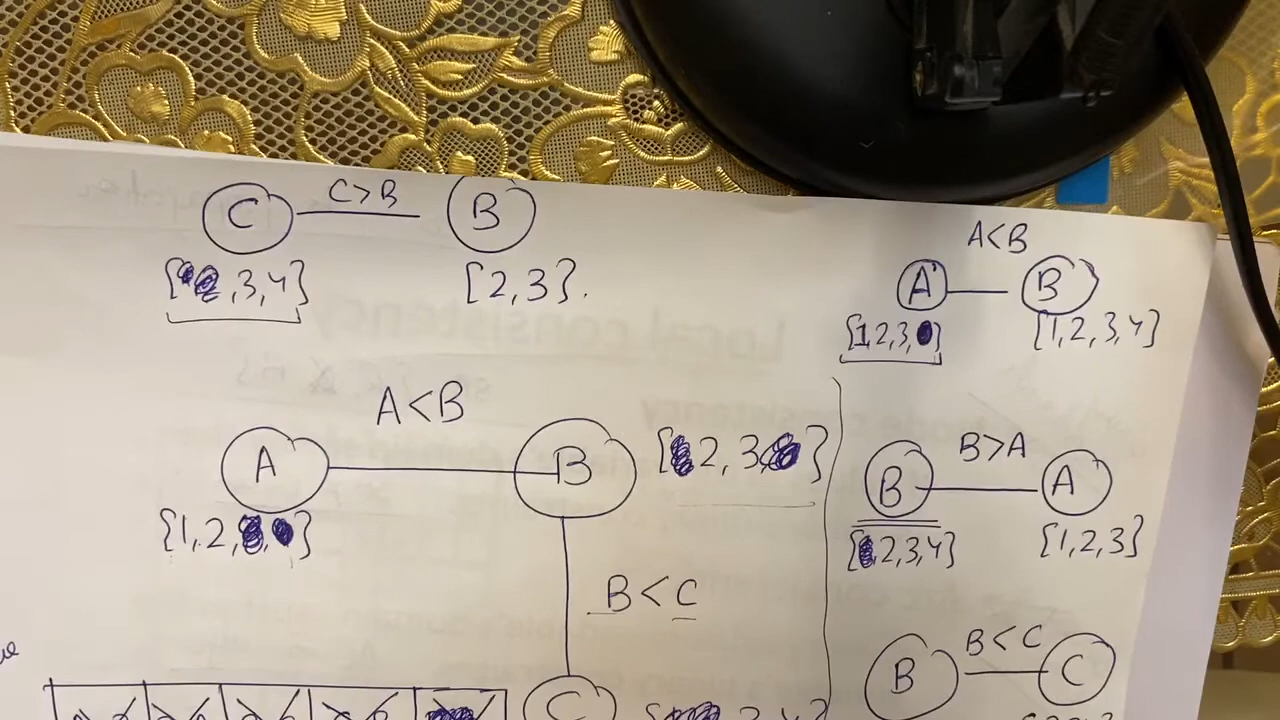 C C>B B
{ , 3, 4} {2, 3}.
A<B
A B
{1, 2, 3, } {1, 2, 3, 4}
A<B
A B { 2, 3, }
{1, 2, , }
B>A
B A
{ 2, 3, 4} {1, 2, 3}
B<C
B<C
B C
C